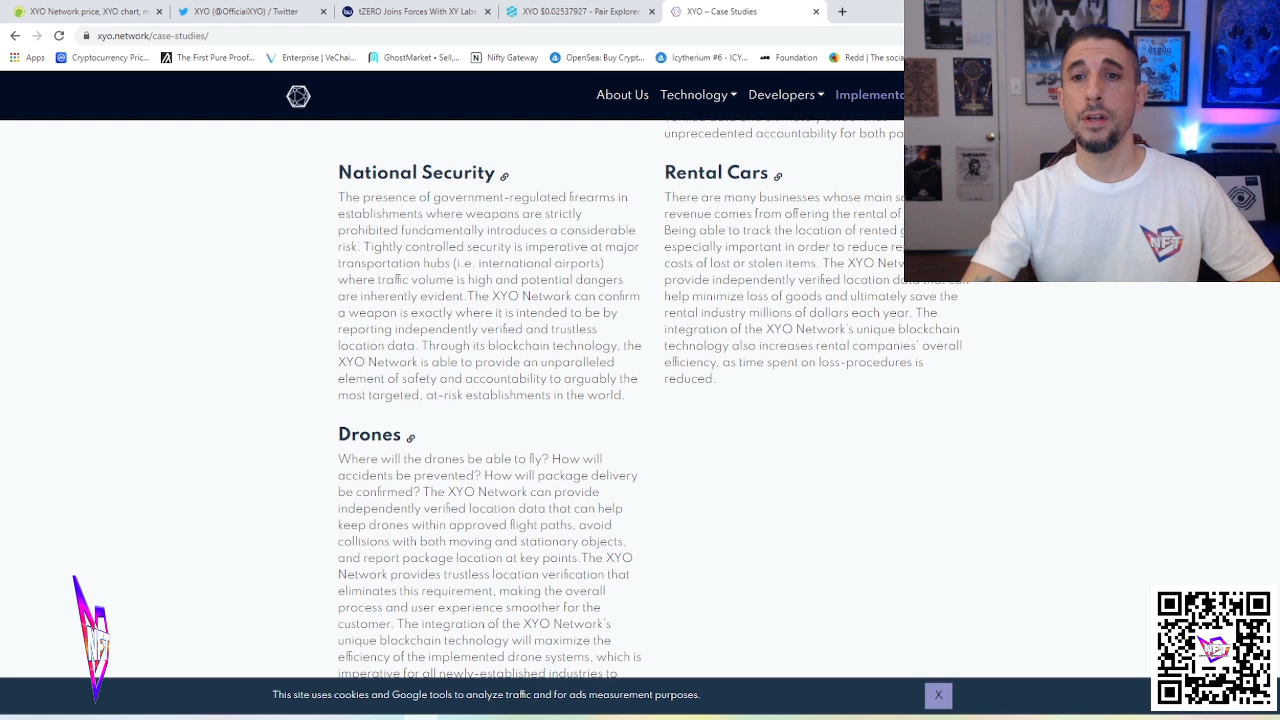 XYO Network price, XYO chart, m
XYO (@OfficialXYO) / Twitter
tZERO Joins Forces With XY Labs
XYO $0.02537927 - Pair Explorer
XYO – Case Studies
xyo.network/case-studies/
Apps
Cryptocurrency Pric...
The First Pure Proof...
Enterprise | VeChai...
GhostMarket • Sell,...
Nifty Gateway
OpenSea: Buy Crypt...
Icytherium #6 - ICY...
Foundation
Redd | The socia
About Us
Technology
Developers
Implementa
unprecedented accountability for both pa
National Security
The presence of government-regulated firearms in
establishments where weapons are strictly
prohibited fundamentally introduces a considerable
risk. Tightly controlled security is imperative at major
transportation hubs (i.e. international airports)
where traffic volume is high and potential dangers
are inherently evident.The XYO Network can confirm
a weapon is exactly where it is intended to be by
reporting independently verified and trustless
location data. Through its blockchain technology, the
XYO Network is able to provide an unparalleled
element of safety and accountability to arguably the
most targeted, at-risk establishments in the world.
Rental Cars
There are many businesses whose main so
revenue comes from offering the rental of
Being able to track the location of rented g
especially important in order to reduce re
costs of lost or stolen items. The XYO Netw
provide independently verified location
help minimize loss of goods and ultimately save the
rental industry millions of dollars each year. The
integration of the XYO Network's unique blockchain
technology also increases rental companies' overall
efficiency, as time spent on loss-procedures is
reduced.
Drones
Where will the drones be able to fly? How will
accidents be prevented? How will package delivery
be confirmed? The XYO Network can provide
independently verified location data that can help
keep drones within approved flight paths, avoid
collisions with both moving and stationary objects,
and report package location at key points.The XYO
Network provides trustless location verification that
eliminates this requirement, making the overall
process and user experience smoother for the
customer. The integration of the XYO Network's
unique blockchain technology will maximize the
efficiency of the implemented drone systems, which is
imperative for all newly-established industries to
This site uses cookies and Google tools to analyze traffic and for ads measurement purposes.
X
NFT
NFT
NFT